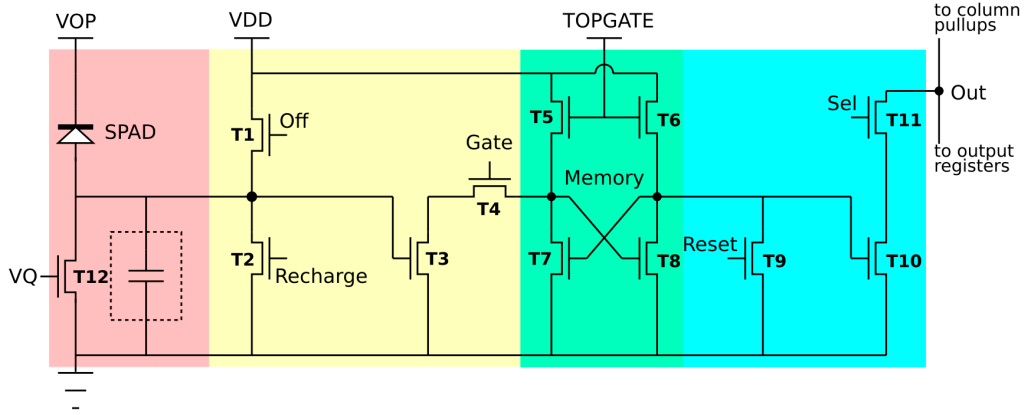 to column
pullups
VOP
VDD
TOPGATE
Out
Sel
T11
to output
registers
SPAD
T1
Off
Gate
T4
T5
T6
Memory
VQ
T12
T2
Recharge
T3
T7
T8
Reset
T9
T10